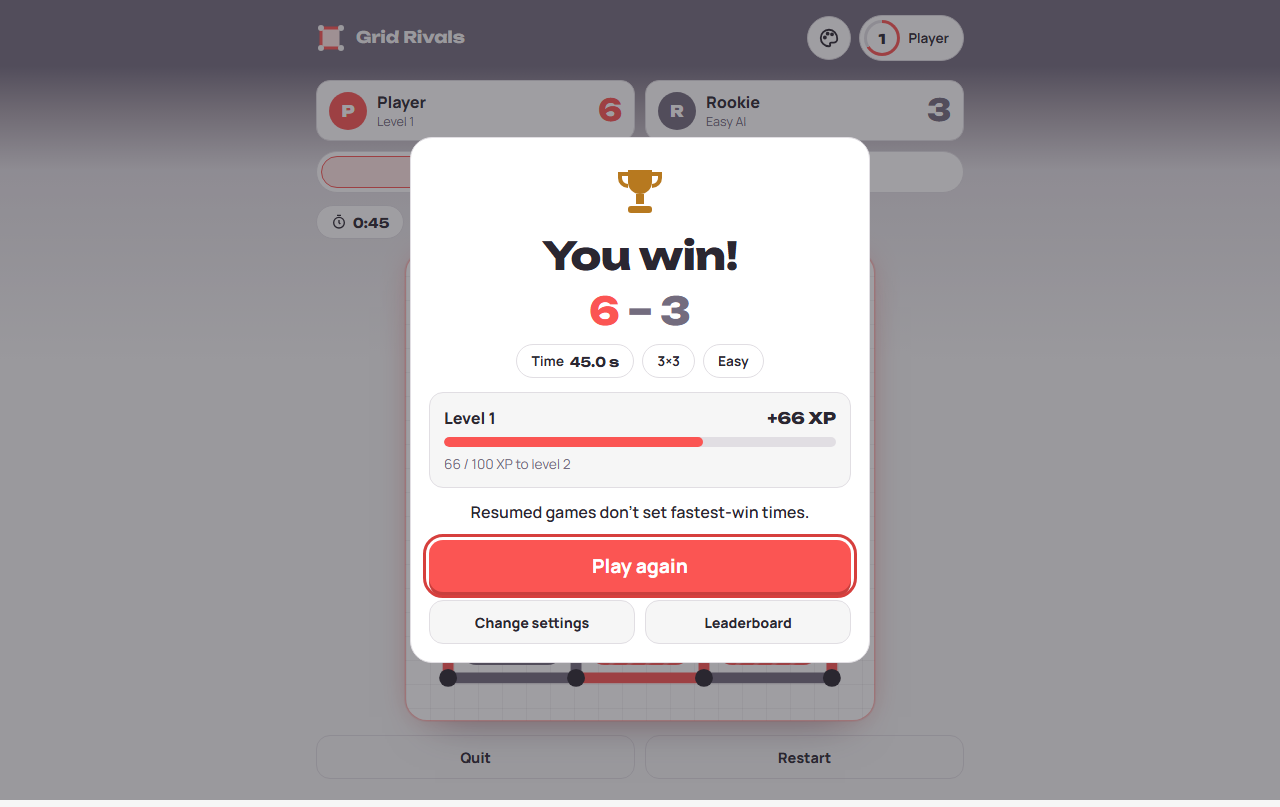 Grid Rivals
1 Player
P Player 6
Level 1
R Rookie 3
Easy AI
0:45
You win!
6 – 3
Time 45.0 s
3×3
Easy
Level 1 +66 XP
66 / 100 XP to level 2
Resumed games don't set fastest-win times.
Play again
Change settings
Leaderboard
Quit
Restart